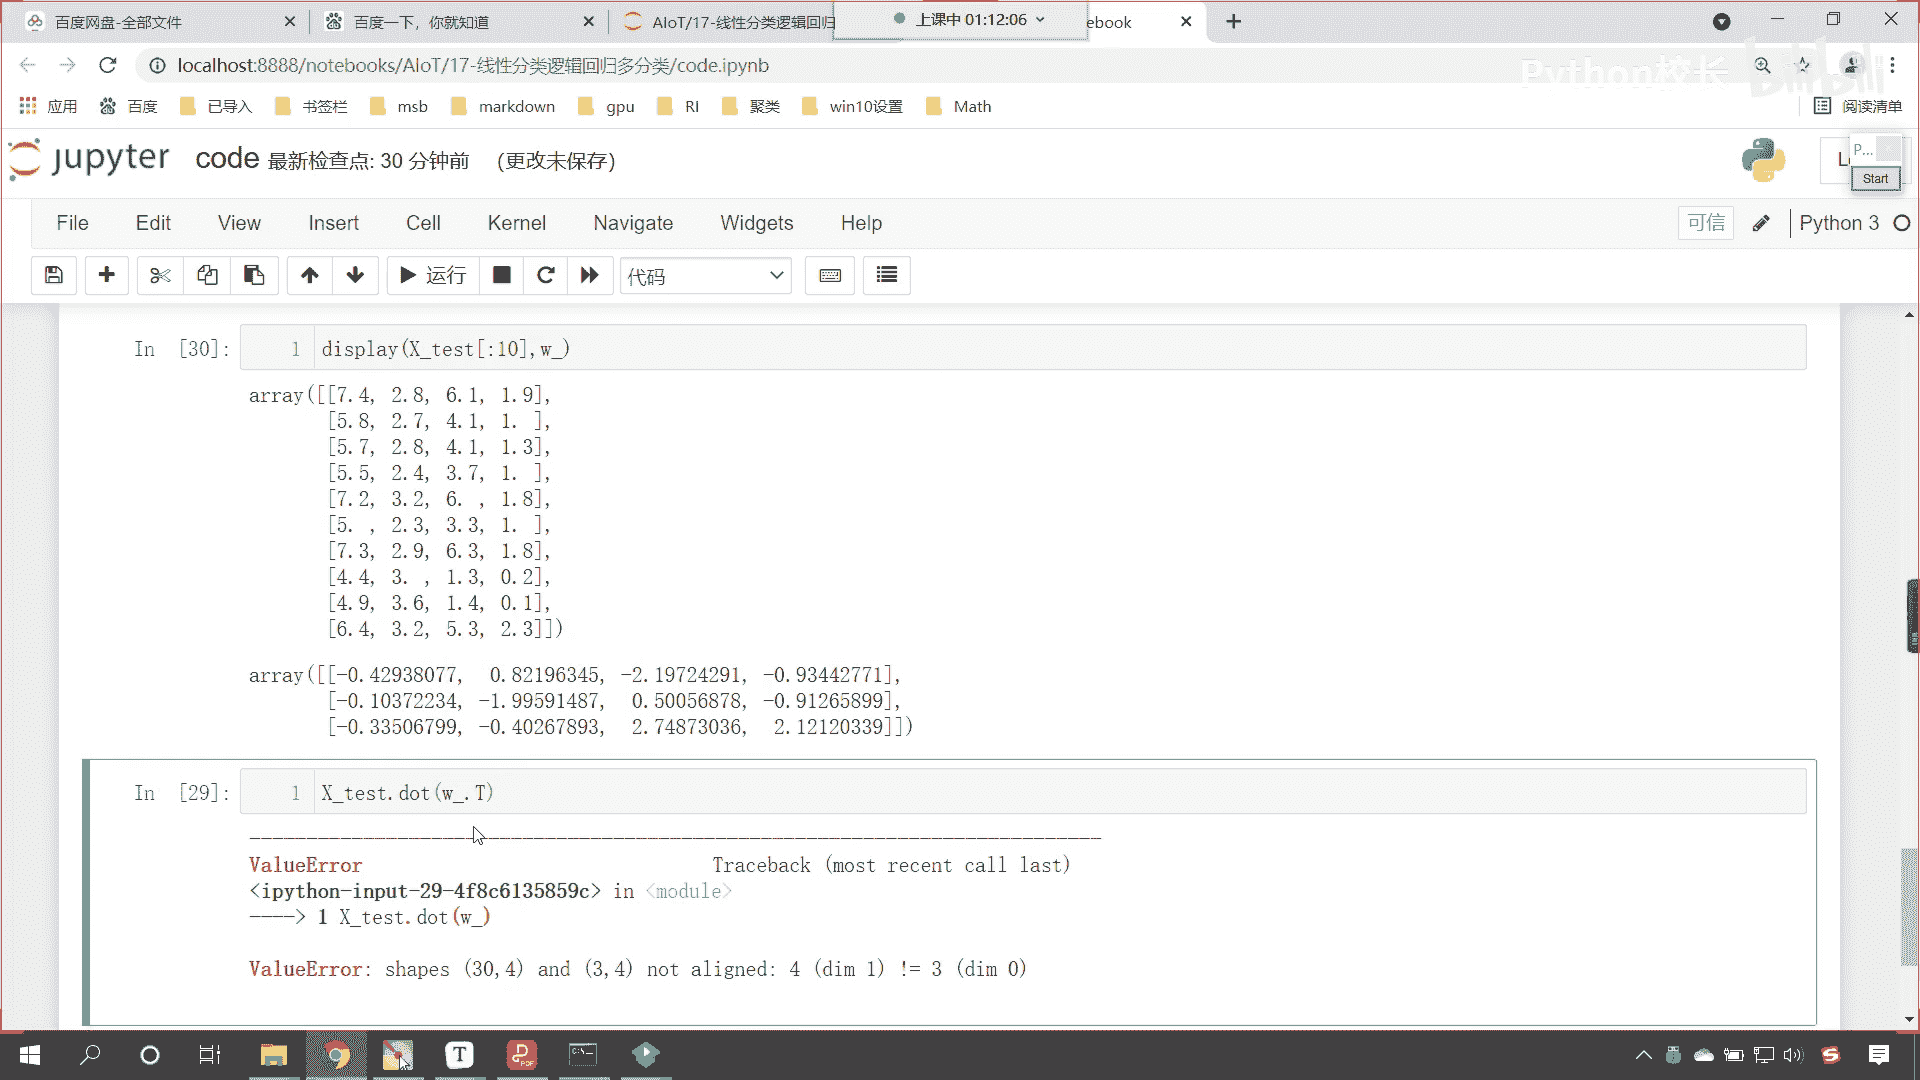 百度网盘-全部文件
百度一下，你就知道
AIoT/17-线性分类逻辑回归
上课中 01:12:06
ebook
localhost:8888/notebooks/AIoT/17-线性分类逻辑回归多分类/code.ipynb
Python校长
bilibili
应用
百度
已导入
书签栏
msb
markdown
gpu
RI
聚类
win10设置
Math
阅读清单
jupyter
code 最新检查点: 30 分钟前 (更改未保存)
P...
Start
File
Edit
View
Insert
Cell
Kernel
Navigate
Widgets
Help
可信
Python 3
运行
代码
In [30]:
1 display(X_test[:10],w_)
array([[7.4, 2.8, 6.1, 1.9],
[5.8, 2.7, 4.1, 1. ],
[5.7, 2.8, 4.1, 1.3],
[5.5, 2.4, 3.7, 1. ],
[7.2, 3.2, 6. , 1.8],
[5. , 2.3, 3.3, 1. ],
[7.3, 2.9, 6.3, 1.8],
[4.4, 3. , 1.3, 0.2],
[4.9, 3.6, 1.4, 0.1],
[6.4, 3.2, 5.3, 2.3]])
array([[-0.42938077, 0.82196345, -2.19724291, -0.93442771],
[-0.10372234, -1.99591487, 0.50056878, -0.91265899],
[-0.33506799, -0.40267893, 2.74873036, 2.12120339]])
In [29]:
1 X_test.dot(w_.T)
ValueError Traceback (most recent call last)
<ipython-input-29-4f8c6135859c> in <module>
----> 1 X_test.dot(w_)
ValueError: shapes (30,4) and (3,4) not aligned: 4 (dim 1) != 3 (dim 0)